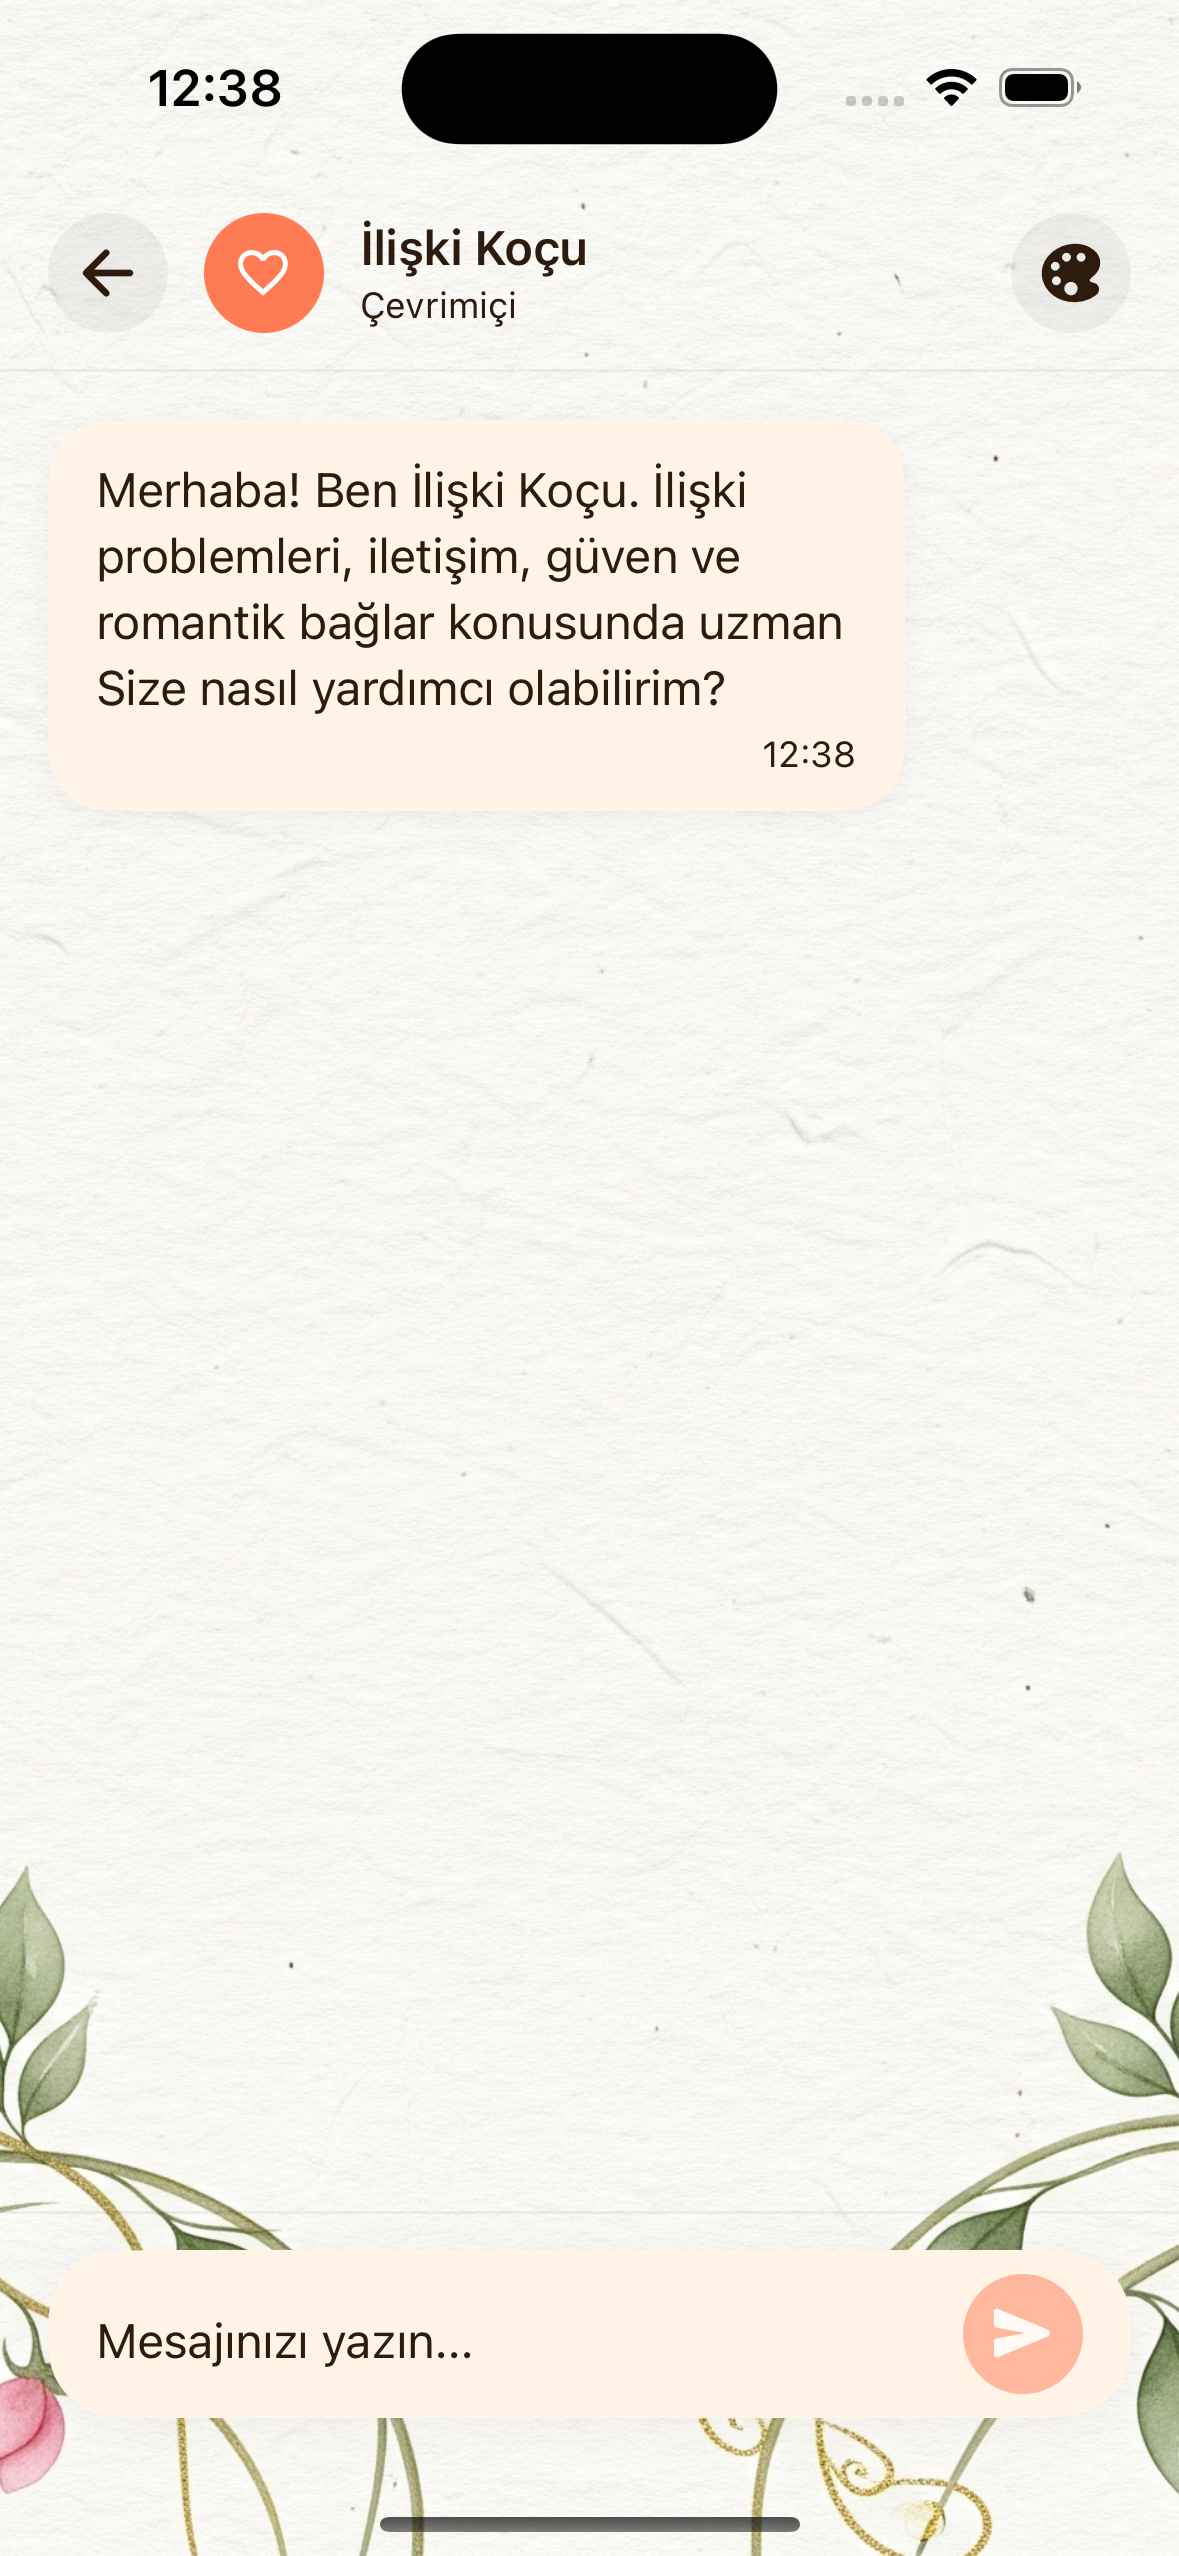 12:38
İlişki Koçu
Çevrimiçi
Merhaba! Ben İlişki Koçu. İlişki
problemleri, iletişim, güven ve
romantik bağlar konusunda uzman
Size nasıl yardımcı olabilirim?
12:38
Mesajınızı yazın...